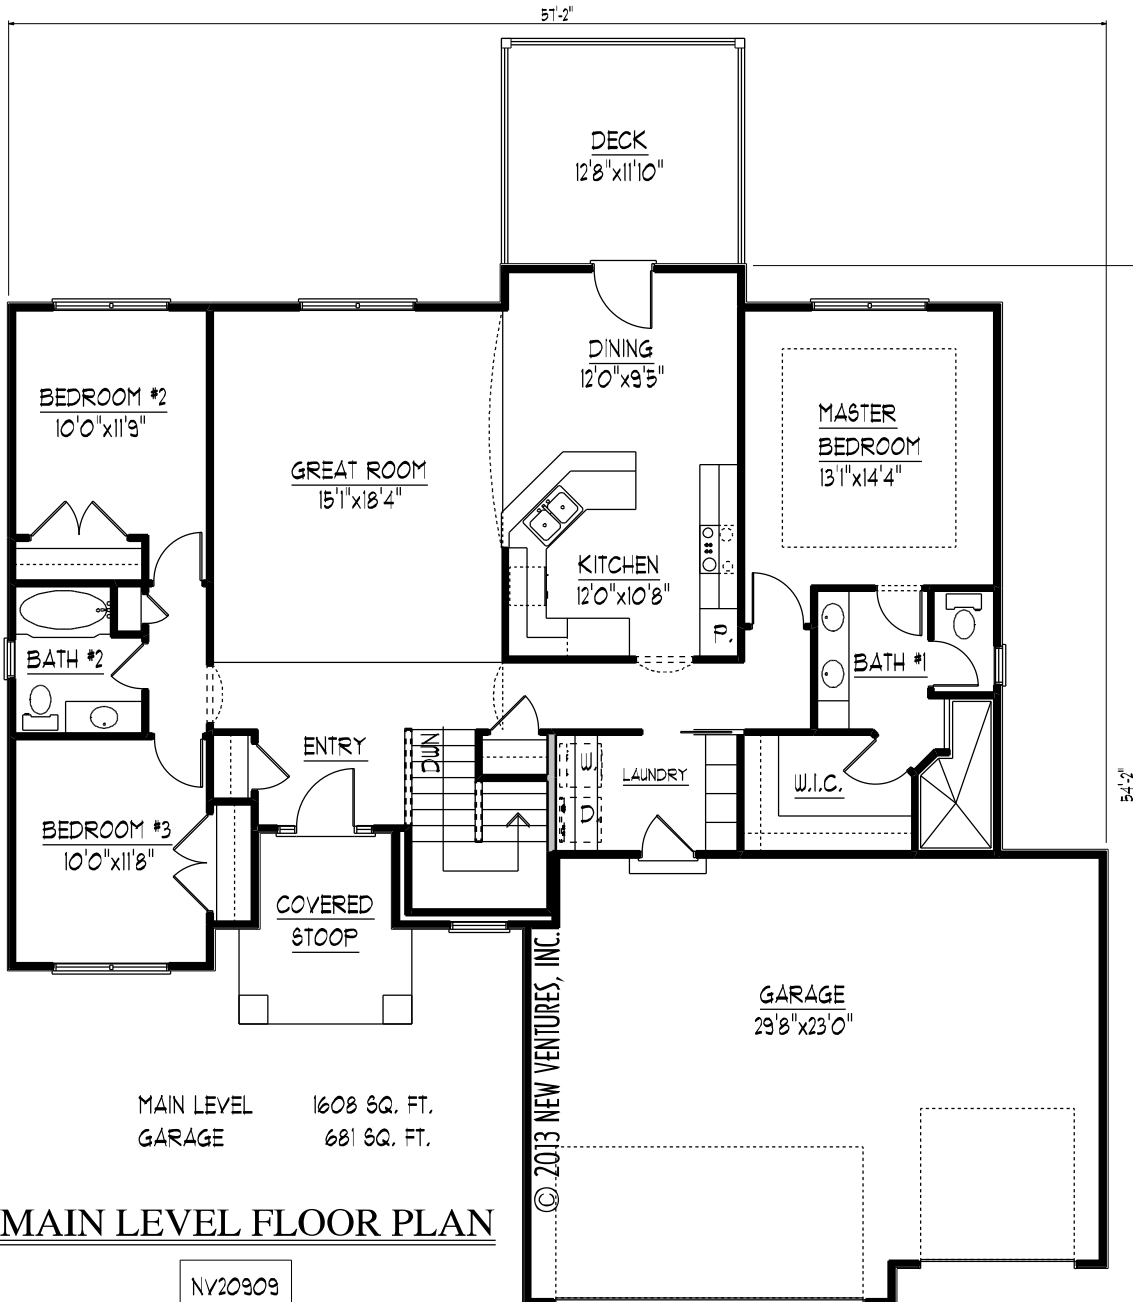 57'-2"
DECK
12'8"x11'10"
DINING
12'0"x9'5"
BEDROOM #2
10'0"x11'9"
MASTER
BEDROOM
13'1"x14'4"
GREAT ROOM
15'1"x18'4"
KITCHEN
12'0"x10'8"
BATH #2
BATH #1
ENTRY
DWN
W.
LAUNDRY
W.I.C.
54'-2"
D.
BEDROOM #3
10'0"x11'8"
COVERED
STOOP
GARAGE
29'8"x23'0"
© 2013 NEW VENTURES, INC.
MAIN LEVEL 1608 SQ. FT.
GARAGE 681 SQ. FT.
MAIN LEVEL FLOOR PLAN
NV20909